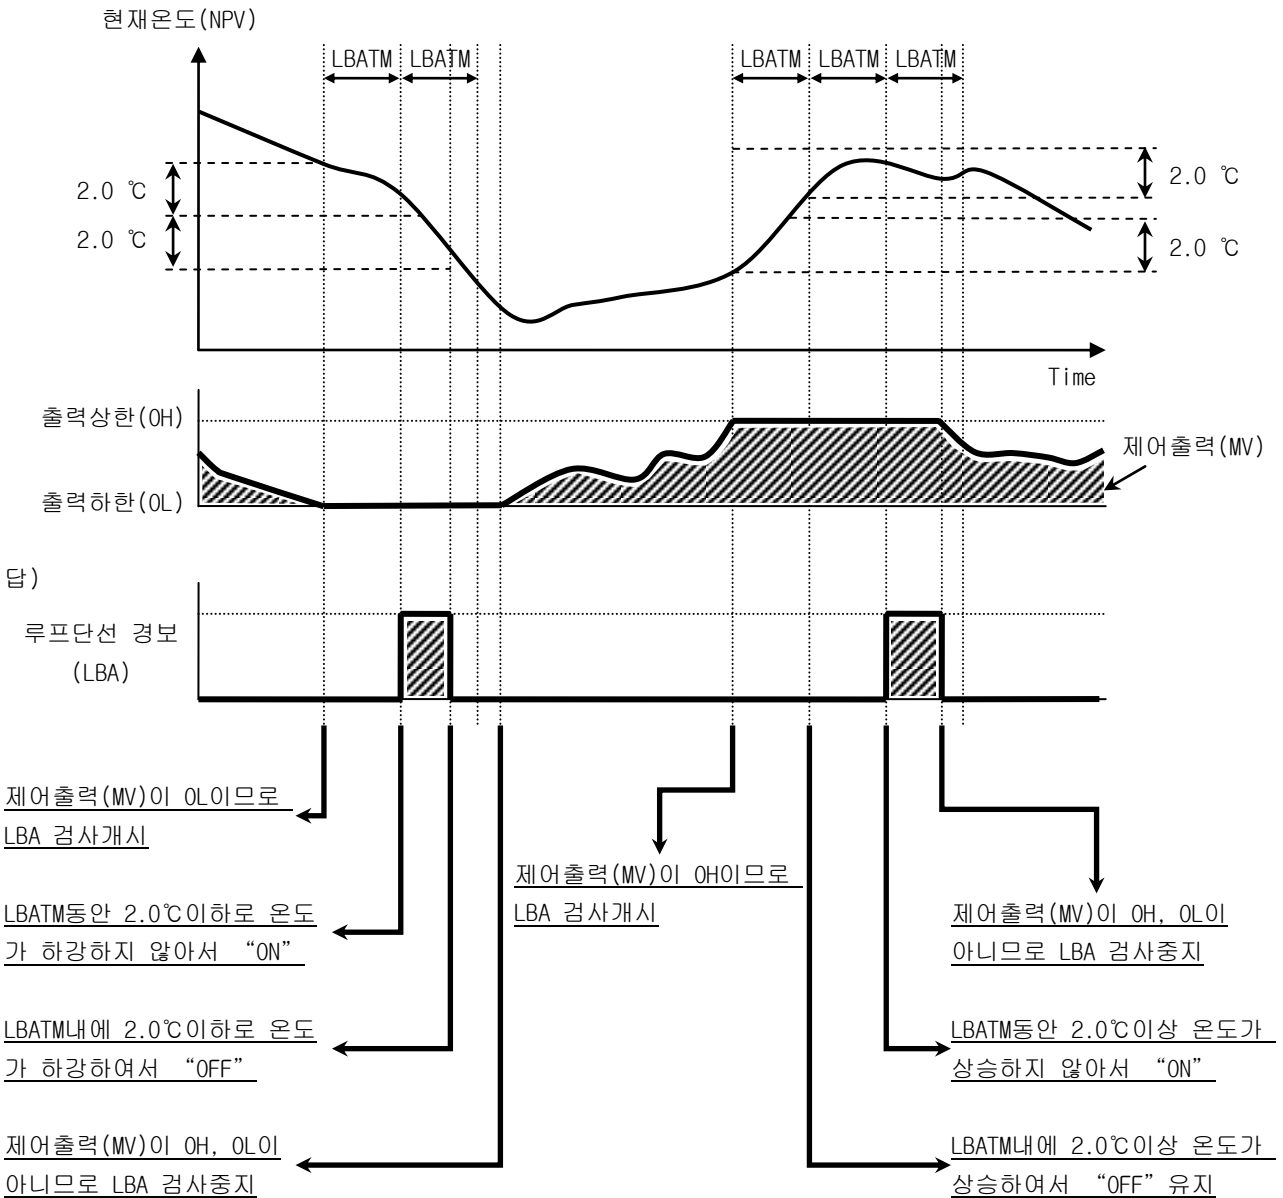 현재온도(NPV)
LBATM LBATM LBATM LBATM LBATM
2.0 ℃
2.0 ℃
2.0 ℃
2.0 ℃
Time
출력상한(OH)
제어출력(MV)
출력하한(OL)
답)
루프단선 경보
(LBA)
제어출력(MV)이 OL이므로
LBA 검사개시
LBATM동안 2.0℃이하로 온도
가 하강하지 않아서 “ON”
LBATM내에 2.0℃이하로 온도
가 하강하여서 “OFF”
제어출력(MV)이 OH, OL이
아니므로 LBA 검사중지
제어출력(MV)이 OH이므로
LBA 검사개시
제어출력(MV)이 OH, OL이
아니므로 LBA 검사중지
LBATM동안 2.0℃이상 온도가
상승하지 않아서 “ON”
LBATM내에 2.0℃이상 온도가
상승하여서 “OFF”유지